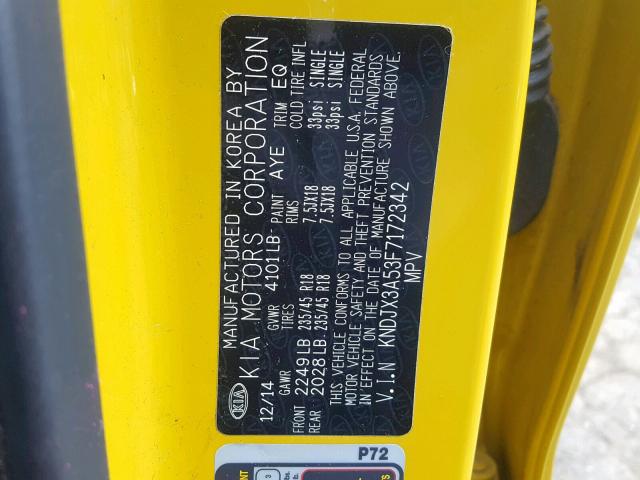 MANUFACTURED IN KOREA BY
KIA KIA MOTORS CORPORATION
12/14 GVWR 4101LB PAINT AYE TRIM EQ
GAWR TIRES RIMS COLD TIRE INFL
FRONT 2249LB 235/45 R18 7.5JX18 33psi SINGLE
REAR 2028LB 235/45 R18 7.5JX18 33psi SINGLE
THIS VEHICLE CONFORMS TO ALL APPLICABLE U.S.A. FEDERAL
MOTOR VEHICLE SAFETY AND THEFT PREVENTION STANDARDS
IN EFFECT ON THE DATE OF MANUFACTURE SHOWN ABOVE.
V.I.N KNDJX3A53F7172342
MPV
P72